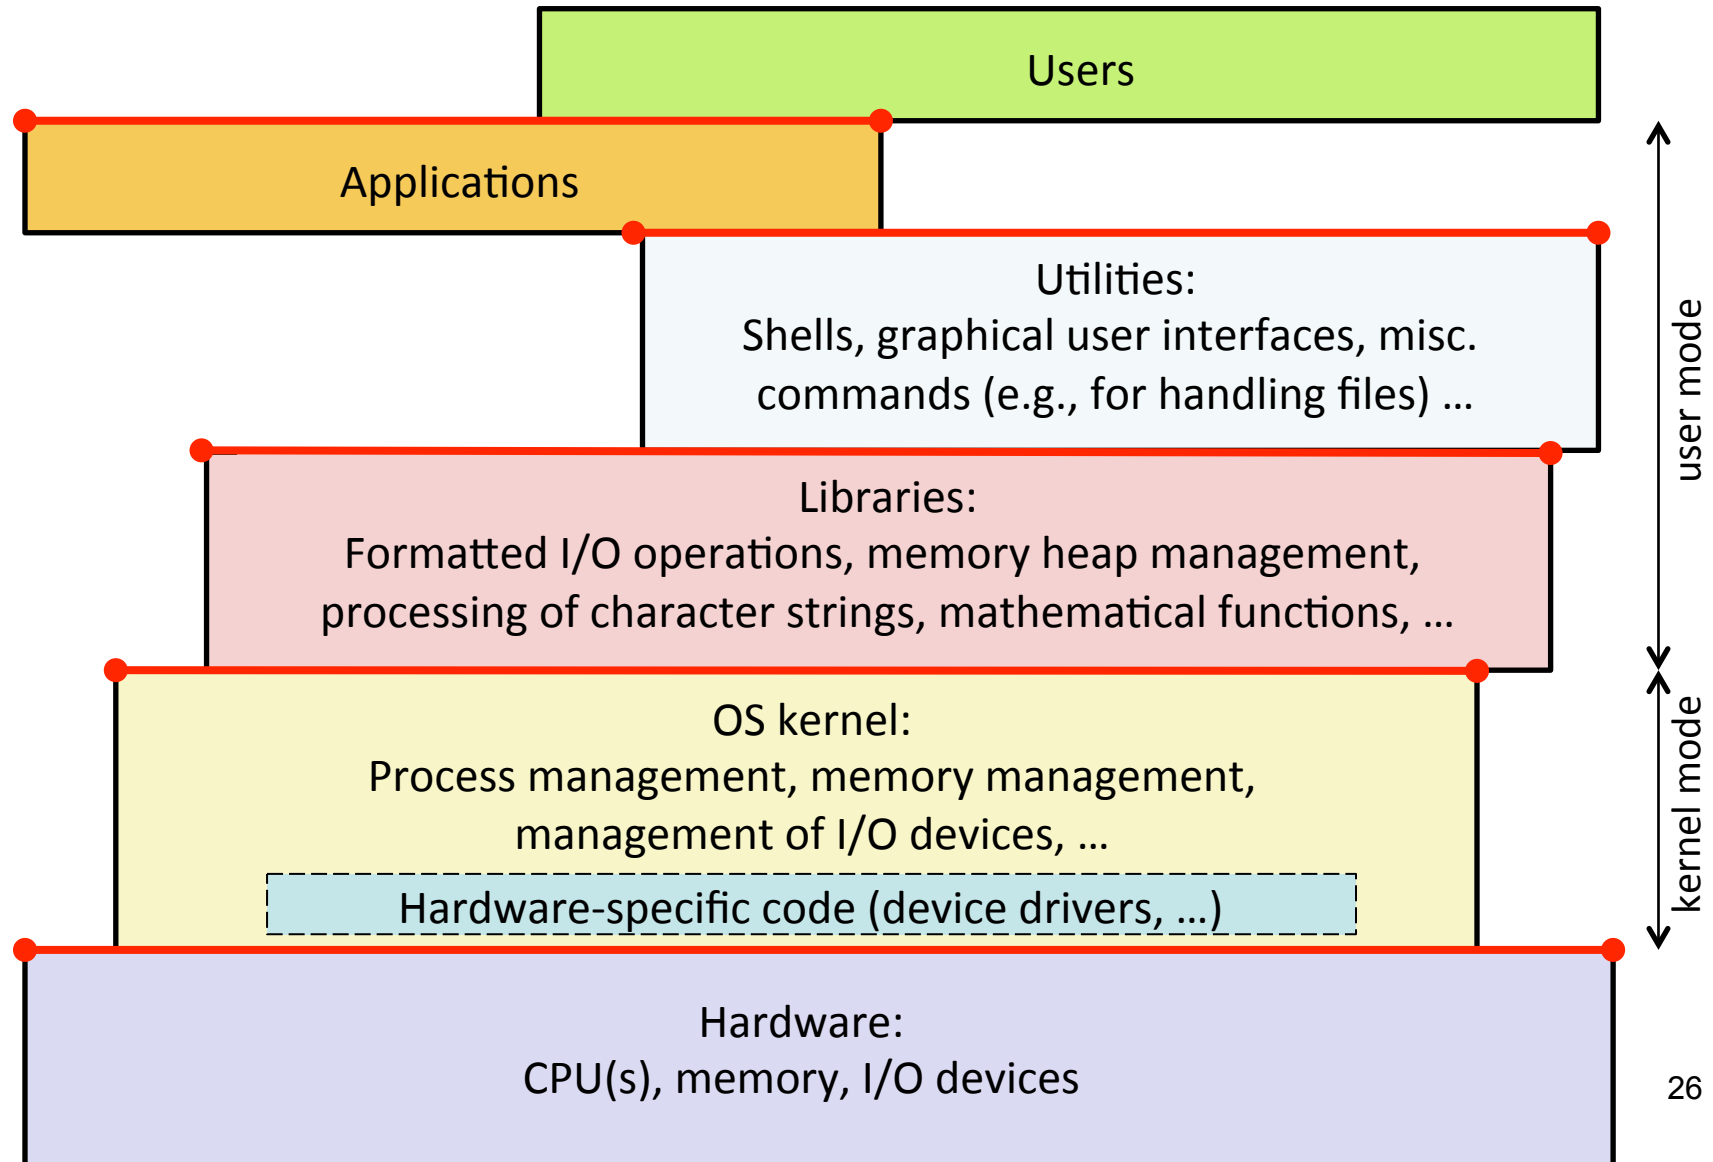 Users
Applications
Utilities:
Shells, graphical user interfaces, misc.
commands (e.g., for handling files) …
Libraries:
Formatted I/O operations, memory heap management,
processing of character strings, mathematical functions, …
user mode
OS kernel:
Process management, memory management,
management of I/O devices, …
Hardware-specific code (device drivers, …)
kernel mode
Hardware:
CPU(s), memory, I/O devices
26